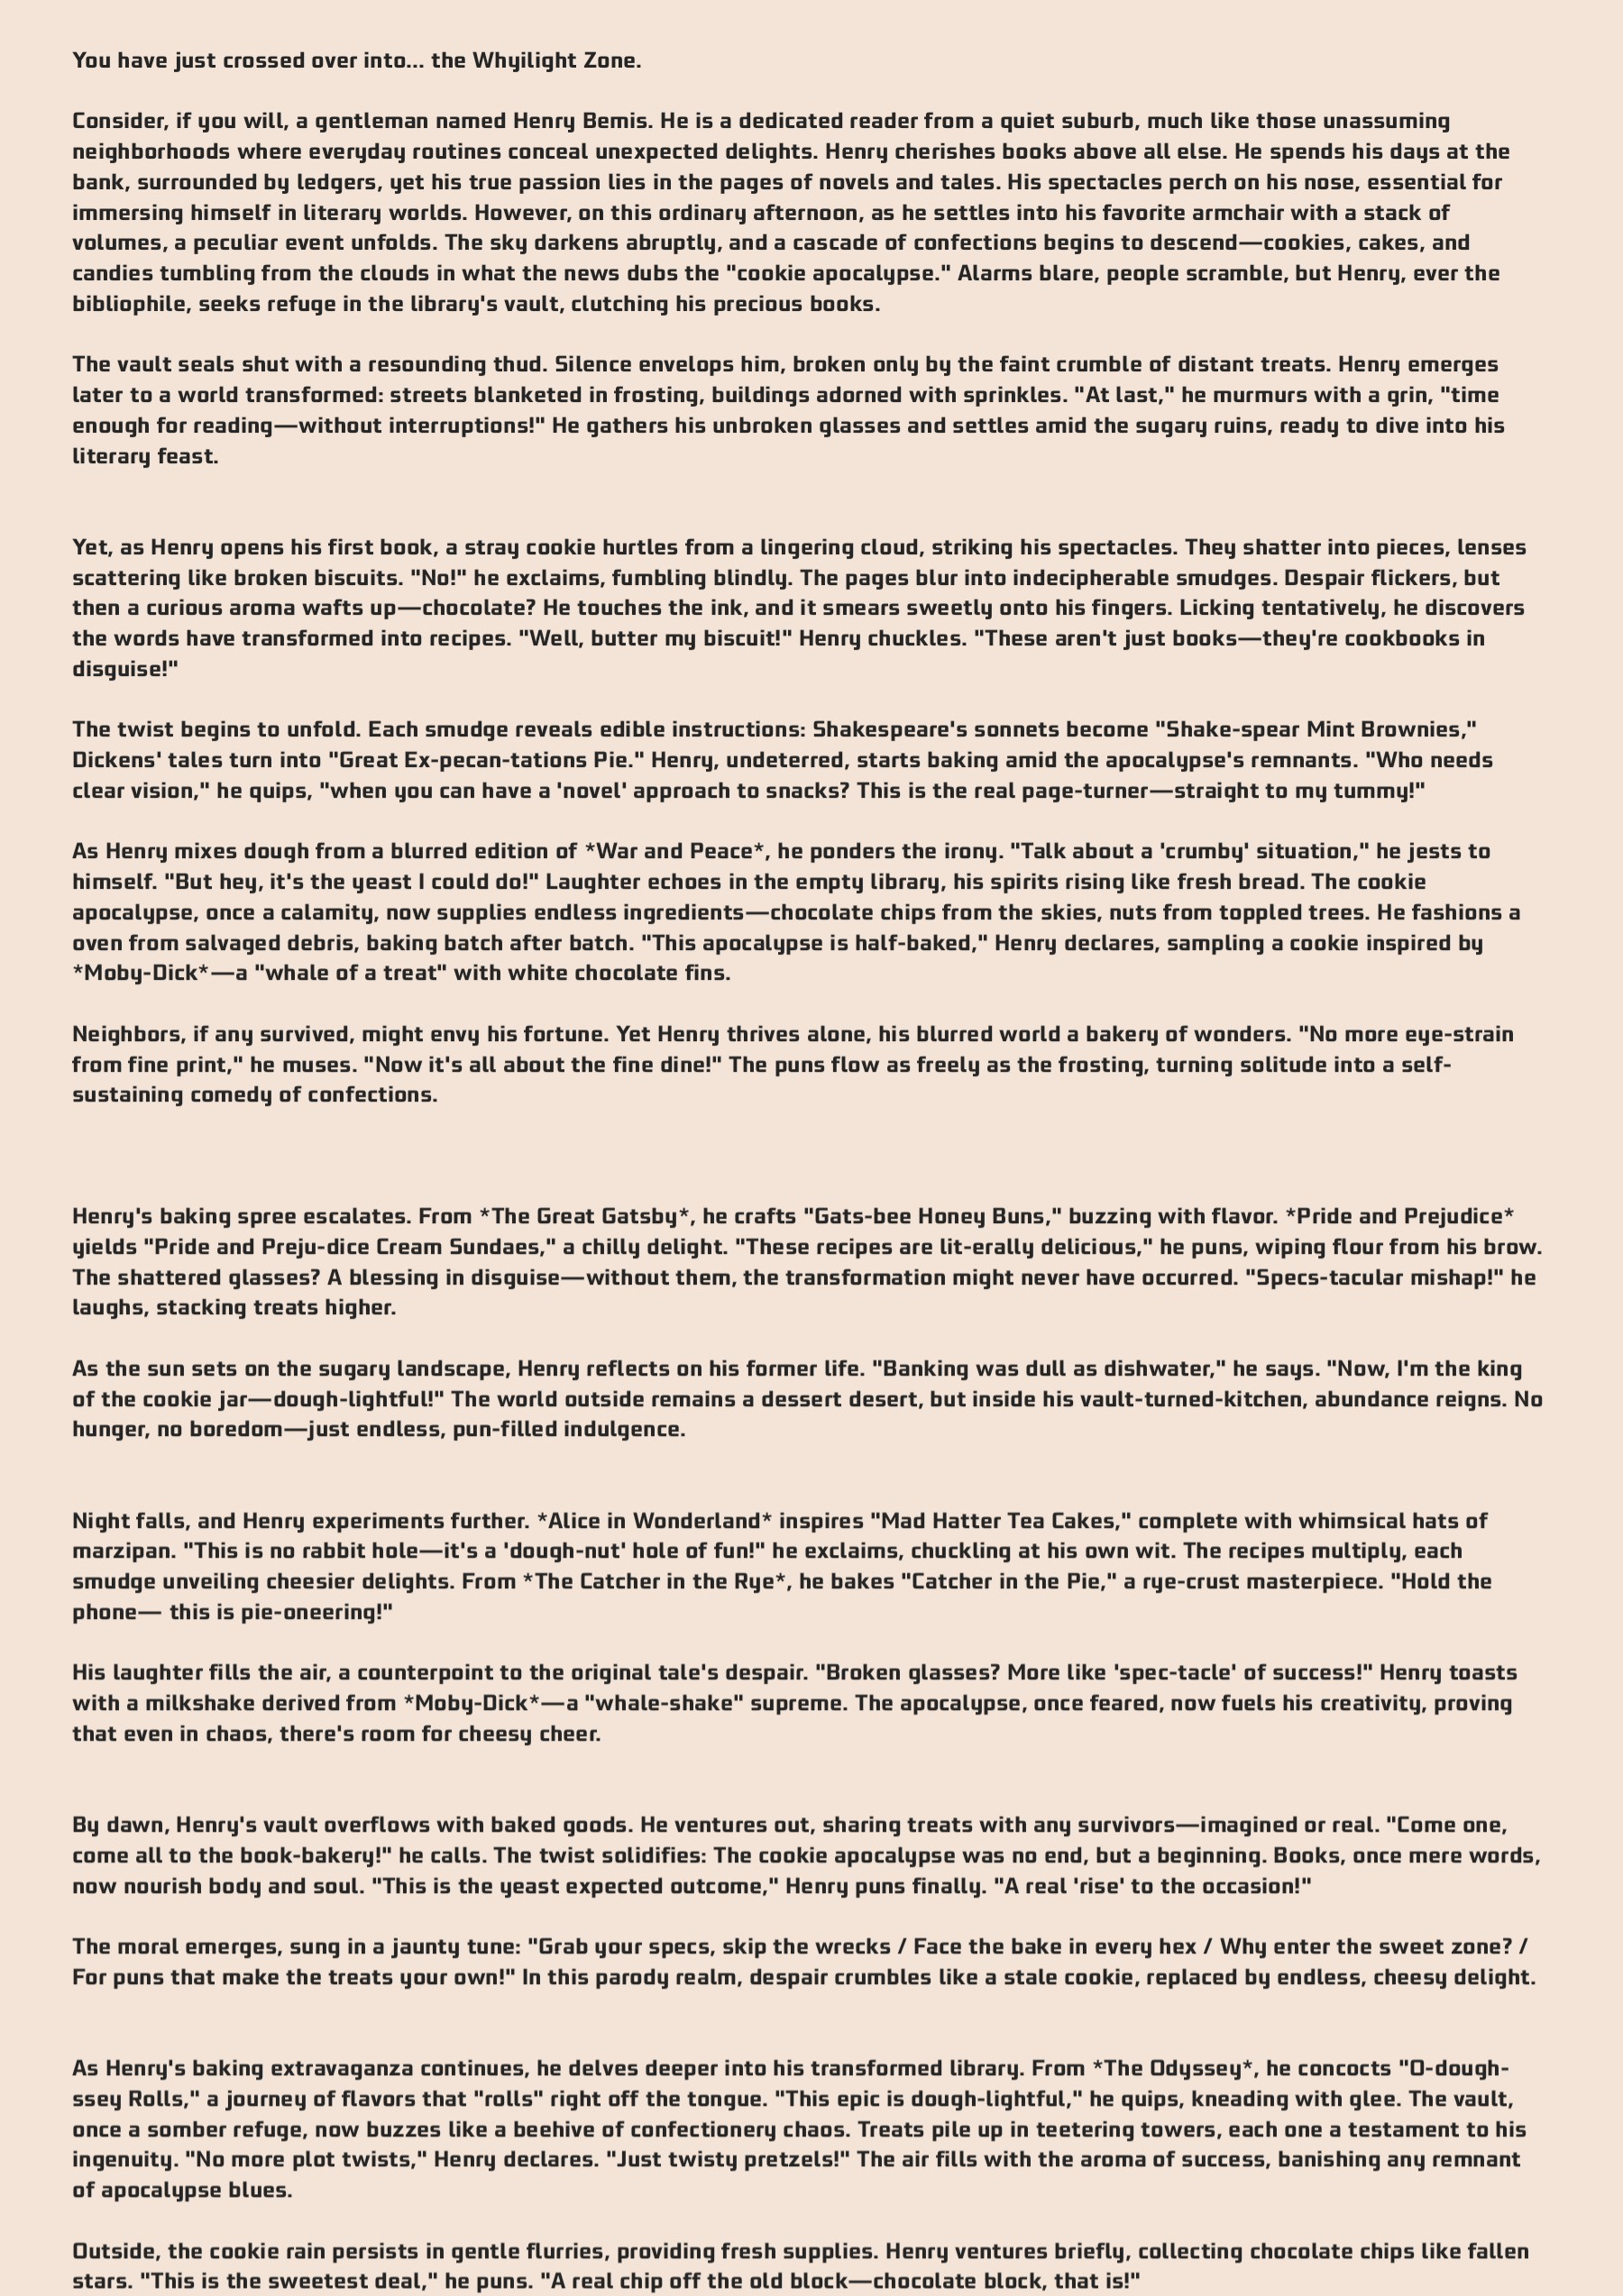 You have just crossed over into... the Whyilight Zone.
Consider, if you will, a gentleman named Henry Bemis. He is a dedicated reader from a quiet suburb, much like those unassuming
neighborhoods where everyday routines conceal unexpected delights. Henry cherishes books above all else. He spends his days at the
bank, surrounded by ledgers, yet his true passion lies in the pages of novels and tales. His spectacles perch on his nose, essential for
immersing himself in literary worlds. However, on this ordinary afternoon, as he settles into his favorite armchair with a stack of
volumes, a peculiar event unfolds. The sky darkens abruptly, and a cascade of confections begins to descend—cookies, cakes, and
candies tumbling from the clouds in what the news dubs the "cookie apocalypse." Alarms blare, people scramble, but Henry, ever the
bibliophile, seeks refuge in the library's vault, clutching his precious books.
The vault seals shut with a resounding thud. Silence envelops him, broken only by the faint crumble of distant treats. Henry emerges
later to a world transformed: streets blanketed in frosting, buildings adorned with sprinkles. "At last," he murmurs with a grin, "time
enough for reading—without interruptions!" He gathers his unbroken glasses and settles amid the sugary ruins, ready to dive into his
literary feast.
Yet, as Henry opens his first book, a stray cookie hurtles from a lingering cloud, striking his spectacles. They shatter into pieces, lenses
scattering like broken biscuits. "No!" he exclaims, fumbling blindly. The pages blur into indecipherable smudges. Despair flickers, but
then a curious aroma wafts up—chocolate? He touches the ink, and it smears sweetly onto his fingers. Licking tentatively, he discovers
the words have transformed into recipes. "Well, butter my biscuit!" Henry chuckles. "These aren't just books—they're cookbooks in
disguise!"
The twist begins to unfold. Each smudge reveals edible instructions: Shakespeare's sonnets become "Shake-spear Mint Brownies,"
Dickens' tales turn into "Great Ex-pecan-tations Pie." Henry, undeterred, starts baking amid the apocalypse's remnants. "Who needs
clear vision," he quips, "when you can have a 'novel' approach to snacks? This is the real page-turner—straight to my tummy!"
As Henry mixes dough from a blurred edition of *War and Peace*, he ponders the irony. "Talk about a 'crumby' situation," he jests to
himself. "But hey, it's the yeast I could do!" Laughter echoes in the empty library, his spirits rising like fresh bread. The cookie
apocalypse, once a calamity, now supplies endless ingredients—chocolate chips from the skies, nuts from toppled trees. He fashions a
oven from salvaged debris, baking batch after batch. "This apocalypse is half-baked," Henry declares, sampling a cookie inspired by
*Moby-Dick*—a "whale of a treat" with white chocolate fins.
Neighbors, if any survived, might envy his fortune. Yet Henry thrives alone, his blurred world a bakery of wonders. "No more eye-strain
from fine print," he muses. "Now it's all about the fine dine!" The puns flow as freely as the frosting, turning solitude into a self-
sustaining comedy of confections.
Henry's baking spree escalates. From *The Great Gatsby*, he crafts "Gats-bee Honey Buns," buzzing with flavor. *Pride and Prejudice*
yields "Pride and Preju-dice Cream Sundaes," a chilly delight. "These recipes are lit-erally delicious," he puns, wiping flour from his brow.
The shattered glasses? A blessing in disguise—without them, the transformation might never have occurred. "Specs-tacular mishap!" he
laughs, stacking treats higher.
As the sun sets on the sugary landscape, Henry reflects on his former life. "Banking was dull as dishwater," he says. "Now, I'm the king
of the cookie jar—dough-lightful!" The world outside remains a dessert desert, but inside his vault-turned-kitchen, abundance reigns. No
hunger, no boredom—just endless, pun-filled indulgence.
Night falls, and Henry experiments further. *Alice in Wonderland* inspires "Mad Hatter Tea Cakes," complete with whimsical hats of
marzipan. "This is no rabbit hole—it's a 'dough-nut' hole of fun!" he exclaims, chuckling at his own wit. The recipes multiply, each
smudge unveiling cheesier delights. From *The Catcher in the Rye*, he bakes "Catcher in the Pie," a rye-crust masterpiece. "Hold the
phone— this is pie-oneering!"
His laughter fills the air, a counterpoint to the original tale's despair. "Broken glasses? More like 'spec-tacle' of success!" Henry toasts
with a milkshake derived from *Moby-Dick*—a "whale-shake" supreme. The apocalypse, once feared, now fuels his creativity, proving
that even in chaos, there's room for cheesy cheer.
By dawn, Henry's vault overflows with baked goods. He ventures out, sharing treats with any survivors—imagined or real. "Come one,
come all to the book-bakery!" he calls. The twist solidifies: The cookie apocalypse was no end, but a beginning. Books, once mere words,
now nourish body and soul. "This is the yeast expected outcome," Henry puns finally. "A real 'rise' to the occasion!"
The moral emerges, sung in a jaunty tune: "Grab your specs, skip the wrecks / Face the bake in every hex / Why enter the sweet zone? /
For puns that make the treats your own!" In this parody realm, despair crumbles like a stale cookie, replaced by endless, cheesy delight.
As Henry's baking extravaganza continues, he delves deeper into his transformed library. From *The Odyssey*, he concocts "O-dough-
ssey Rolls," a journey of flavors that "rolls" right off the tongue. "This epic is dough-lightful," he quips, kneading with glee. The vault,
once a somber refuge, now buzzes like a beehive of confectionery chaos. Treats pile up in teetering towers, each one a testament to his
ingenuity. "No more plot twists," Henry declares. "Just twisty pretzels!" The air fills with the aroma of success, banishing any remnant
of apocalypse blues.
Outside, the cookie rain persists in gentle flurries, providing fresh supplies. Henry ventures briefly, collecting chocolate chips like fallen
stars. "This is the sweetest deal," he puns. "A real chip off the old block—chocolate block, that is!"